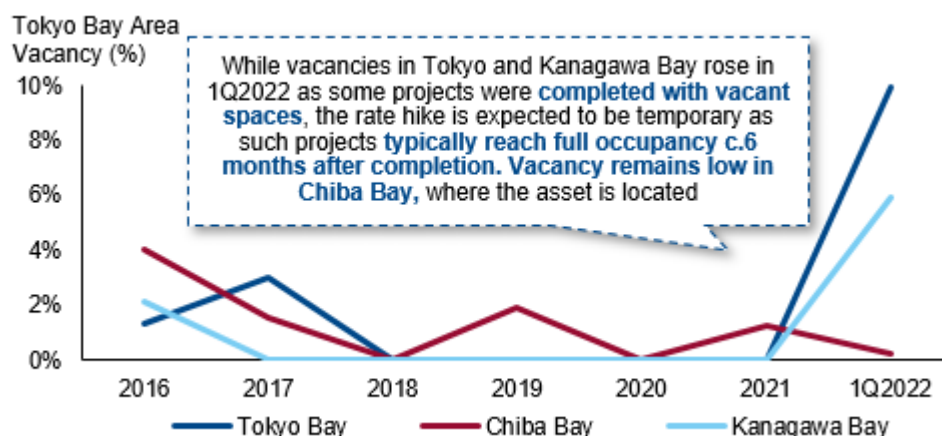 Tokyo Bay Area
Vacancy (%)
While vacancies in Tokyo and Kanagawa Bay rose in
1Q2022 as some projects were completed with vacant
spaces, the rate hike is expected to be temporary as
such projects typically reach full occupancy c.6
months after completion. Vacancy remains low in
Chiba Bay, where the asset is located
10%
8%
6%
4%
2%
0%
2016 2017 2018 2019 2020 2021 1Q2022
Tokyo Bay Chiba Bay Kanagawa Bay